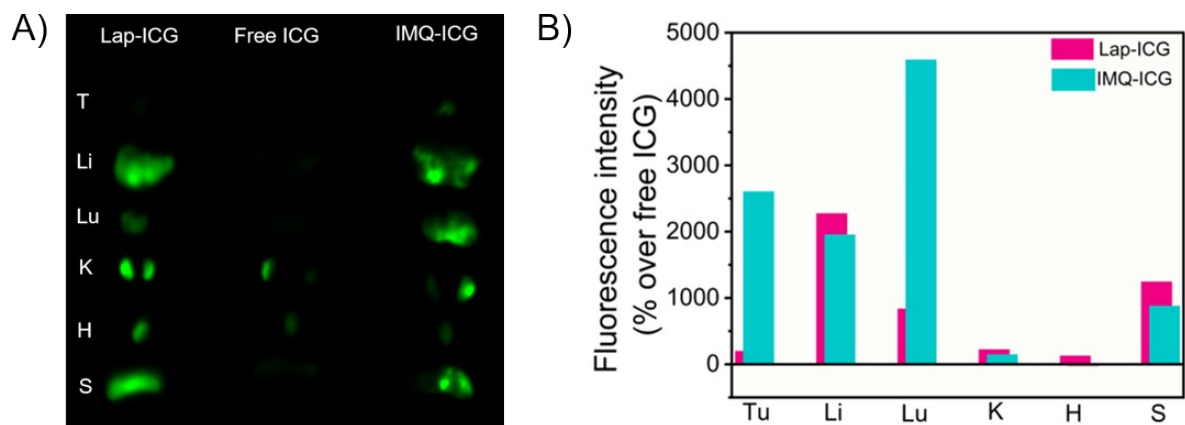 A)
Lap-ICG Free ICG IMQ-ICG
T
Li
Lu
K
H
S
B)
Fluorescence intensity
(% over free ICG)
5000
4000
3000
2000
1000
0
Lap-ICG
IMQ-ICG
Tu Li Lu K H S